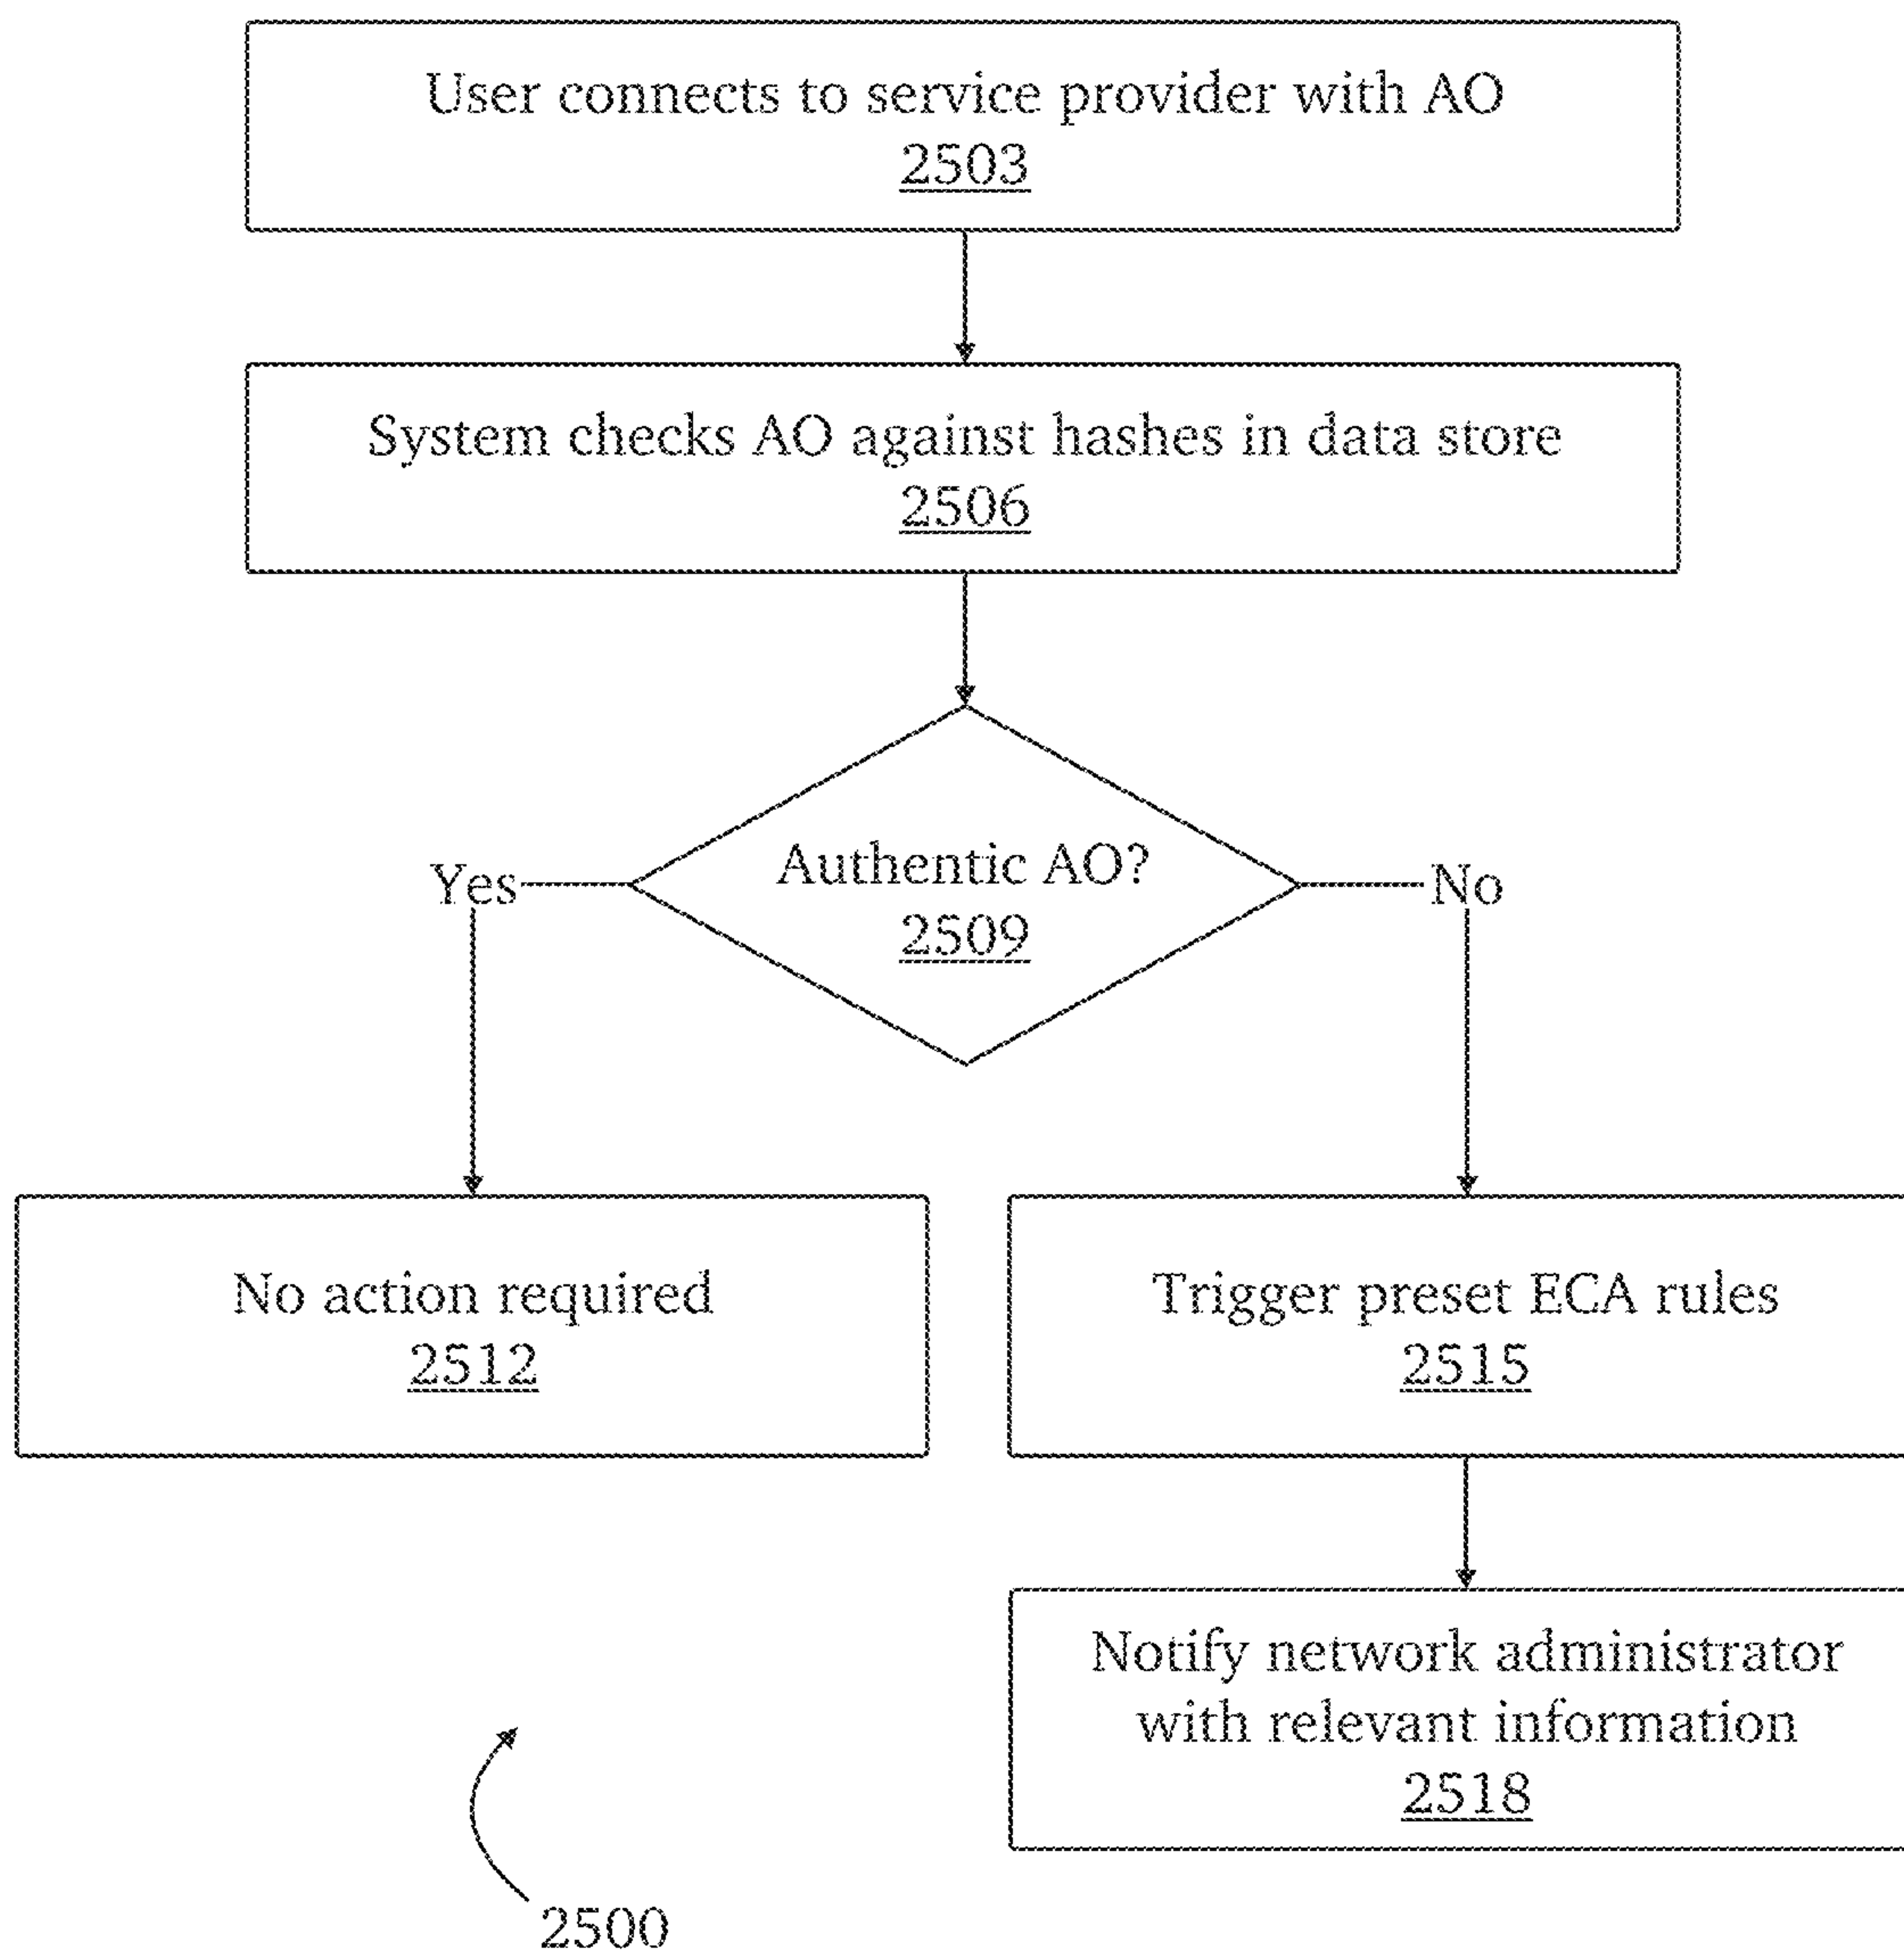 User connects to service provider with AO
2503
System checks AO against hashes in data store
2506
Authentic AO?
2509
Yes
No
No action required
2512
Trigger preset ECA rules
2515
Notify network administrator
with relevant information
2518
2500